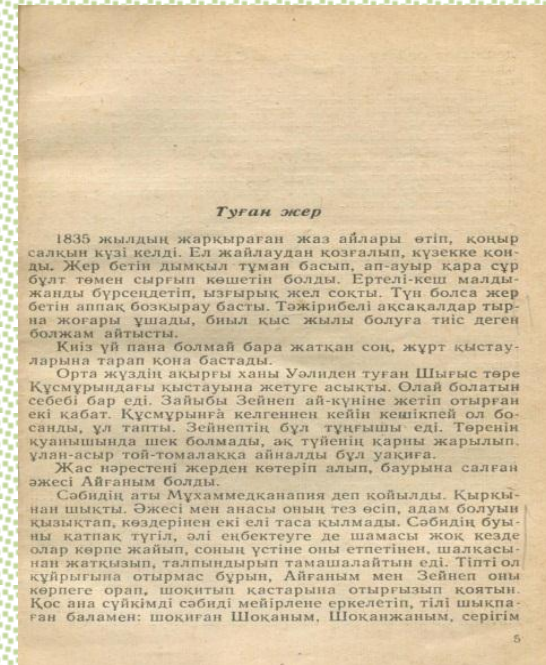 Туған жер
1835 жылдың жарқыраған жаз айлары өтіп, қоңыр
салқын күзі келді. Ел жайлаудан қозғалып, күзекке қон-
ды. Жер бетін дымқыл тұман басып, ап-ауыр қара сұр
бұлт төмен сырғып көшетін болды. Ертелі-кеш малды-
жанды бүрсеңдетіп, ызғырық жел соқты. Түн болса жер
бетін аппақ бозқырау басты. Тәжірибелі ақсақалдар тыр-
на жоғары ұшады, биыл қыс жылы болуға тиіс деген
болжам айтысты.
Киіз үй пана болмай бара жатқан соң, жұрт қыстау-
ларына тарап қона бастады.
Орта жүздің ақырғы ханы Уәлиден туған Шығыс төре
Құсмұрындағы қыстауына жетуге асықты. Олай болатын
себебі бар еді. Зайыбы Зейнеп ай-күніне жетіп отырған
екі қабат. Құсмұрынға келгеннен кейін кешікпей ол бо-
санды, ұл тапты. Зейнептің бұл тұңғышы еді. Төренің
қуанышында шек болмады, ақ түйенің қарны жарылып,
ұлан-асыр той-томалаққа айналды бұл уақиға.
Жас нәрестені жерден көтеріп алып, баурына салған
әжесі Айғаным болды.
Сәбидің аты Мұхаммедқанапия деп қойылды. Қырқы-
нан шықты. Әжесі мен анасы оның тез өсіп, адам болуын
қызықтап, көздерінен екі елі таса қылмады. Сәбидің буы-
ны қатпақ түгіл, әлі еңбектеуге де шамасы жоқ кезде
олар көрпе жайып, соның үстіне оны етпетінен, шалқасы-
нан жатқызып, талпындырып тамашалайтын еді. Тіпті ол
құйрығына отырмас бұрын, Айғаным мен Зейнеп оны
көрпеге орап, шоқитып қастарына отырғызып қоятын.
Қос ана сүйкімді сәбиді мейірлене еркелетіп, тілі шықпа-
ған баламен: шоқиған Шоқаным, Шоқанжаным, серігім
5